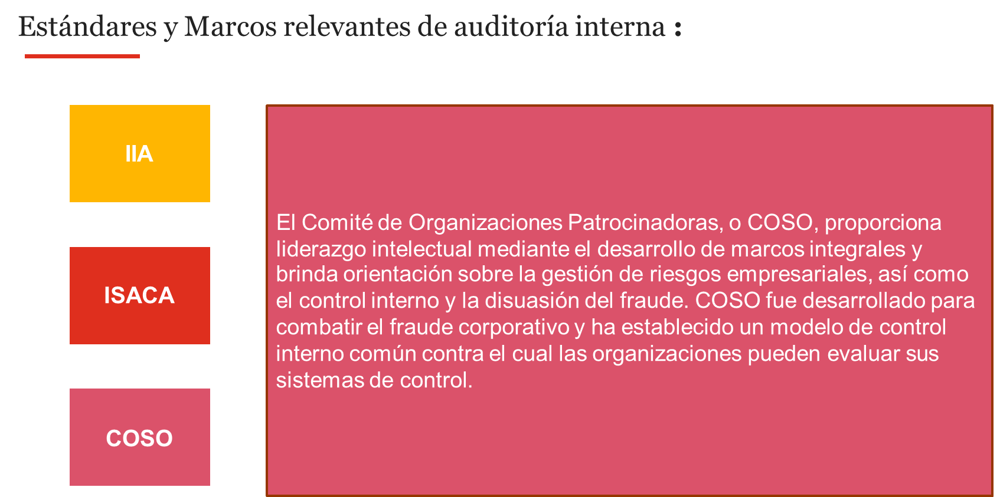 Estándares y Marcos relevantes de auditoría interna :
IIA
ISACA
COSO
El Comité de Organizaciones Patrocinadoras, o COSO, proporciona
liderazgo intelectual mediante el desarrollo de marcos integrales y
brinda orientación sobre la gestión de riesgos empresariales, así como
el control interno y la disuasión del fraude. COSO fue desarrollado para
combatir el fraude corporativo y ha establecido un modelo de control
interno común contra el cual las organizaciones pueden evaluar sus
sistemas de control.